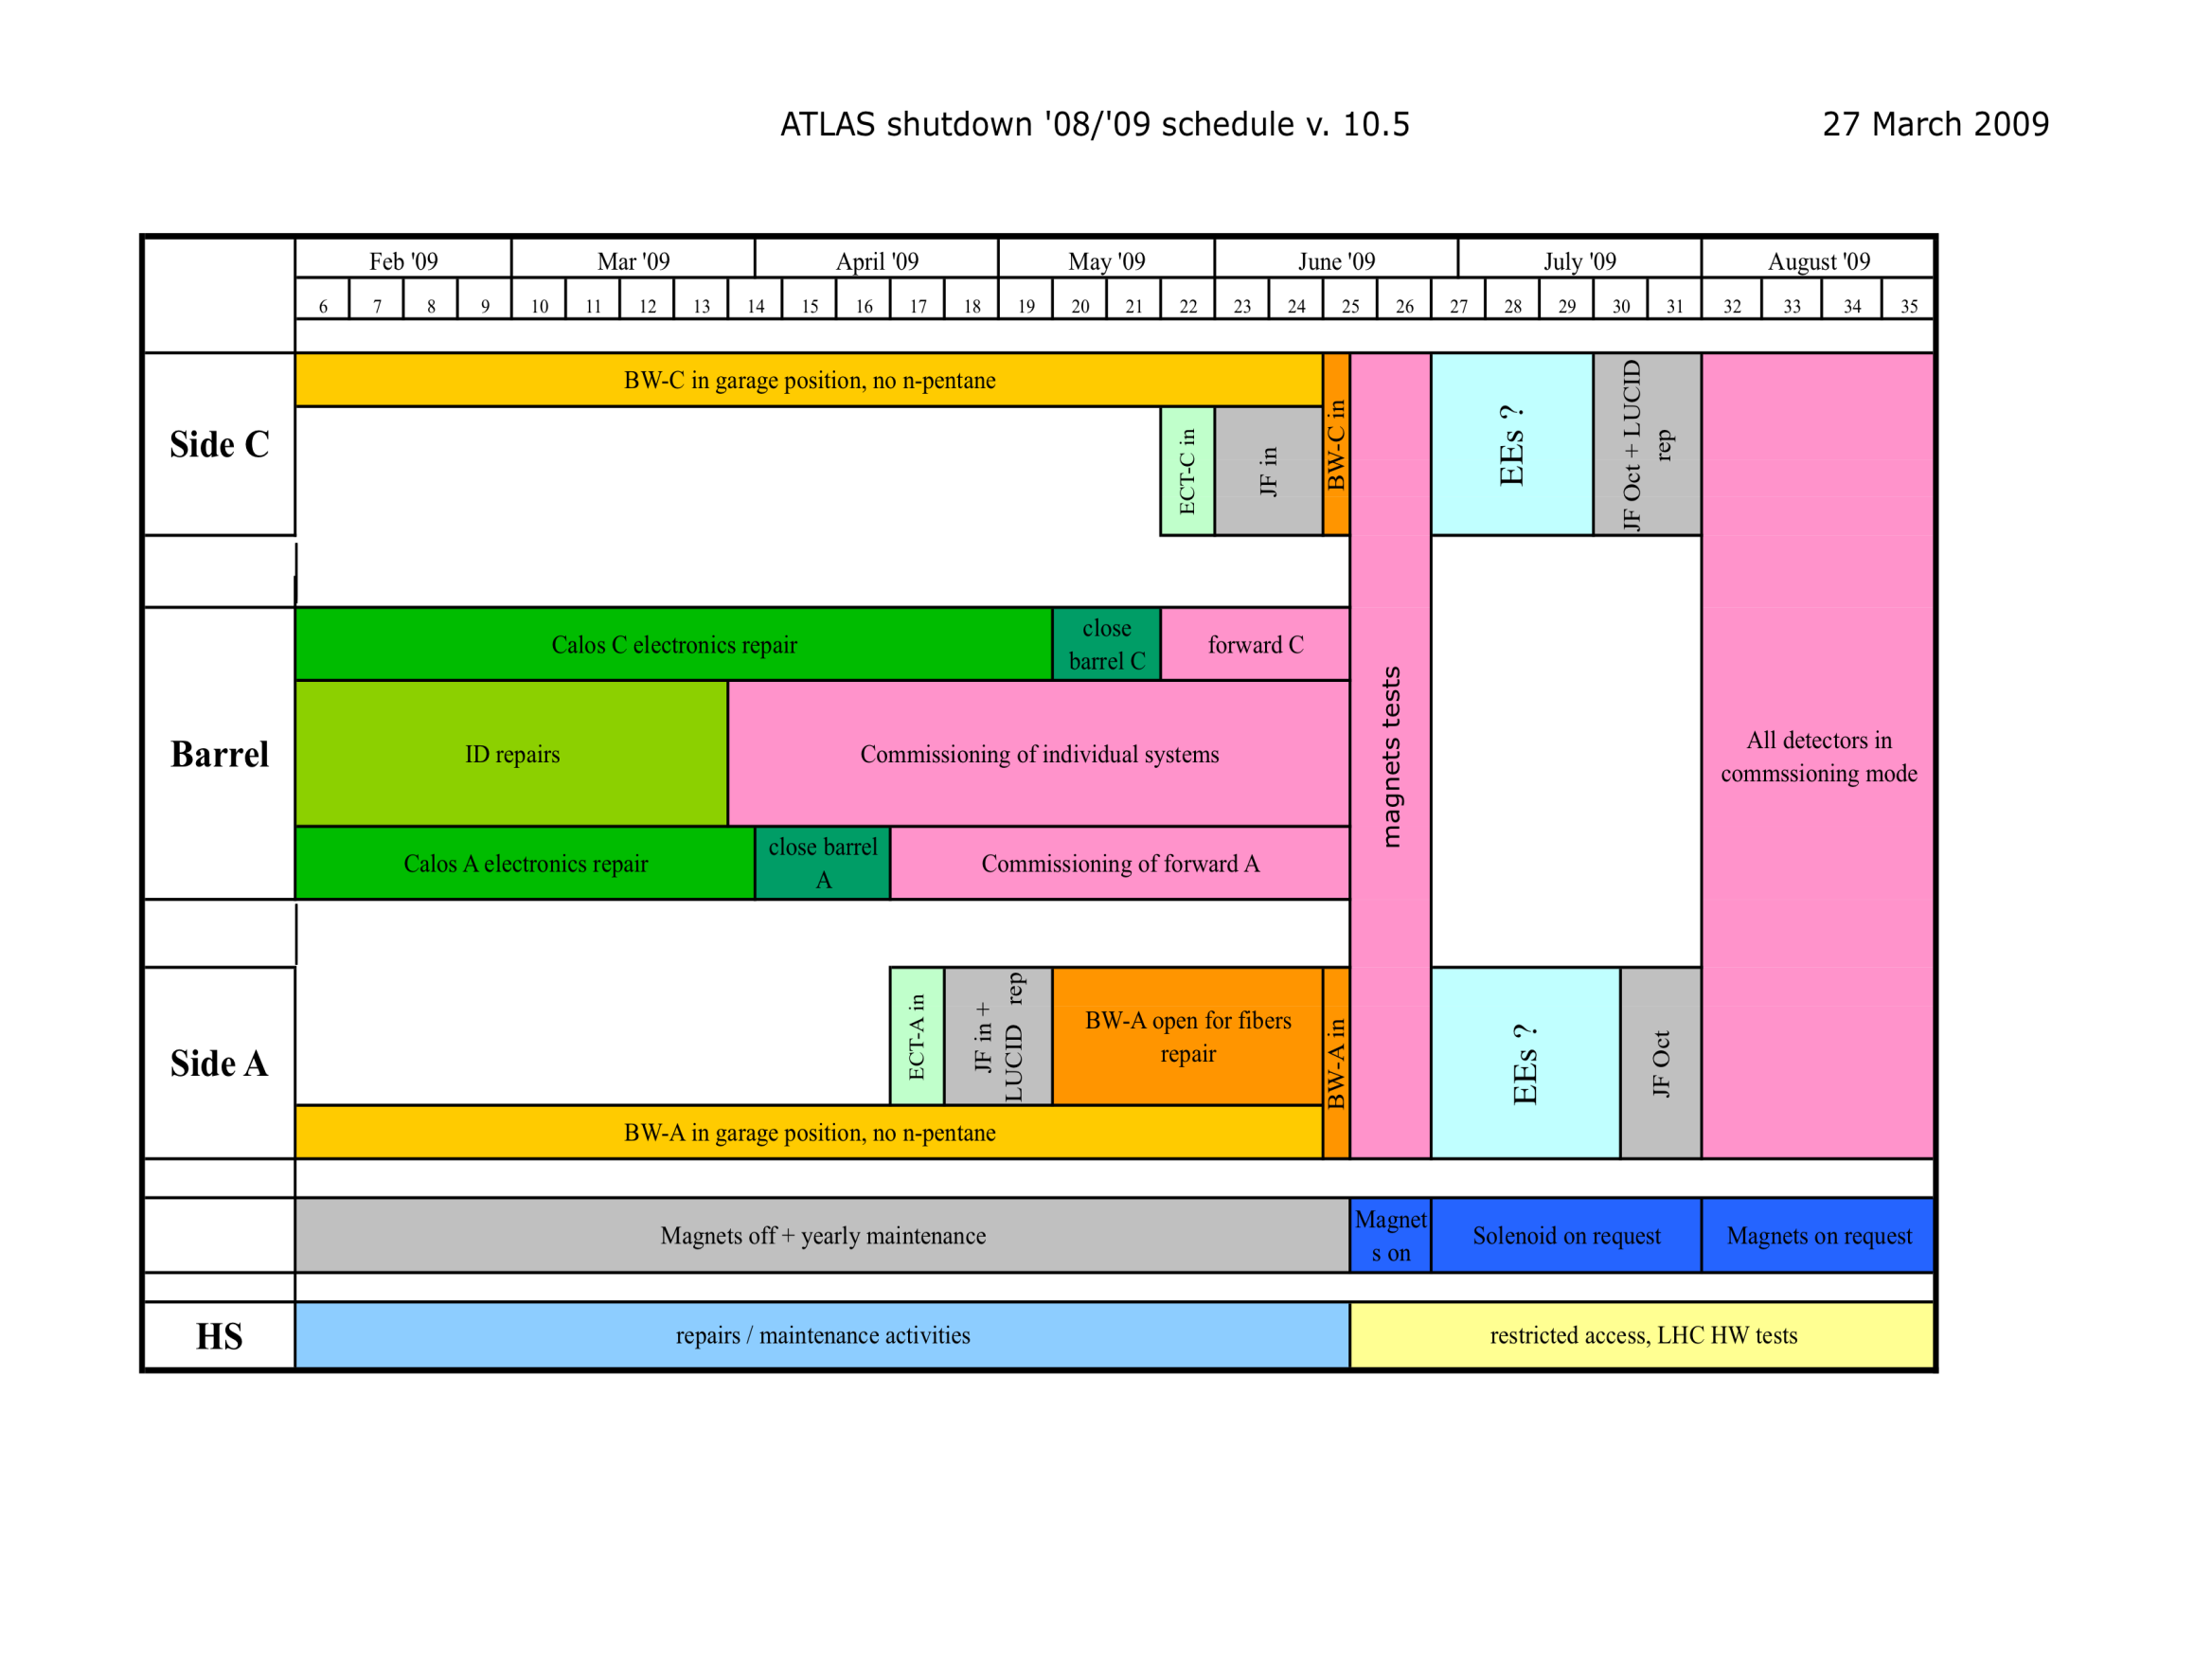 ATLAS shutdown '08/'09 schedule v. 10.5
27 March 2009
Feb '09
Mar '09
April '09
May '09
June '09
July '09
August '09
6 7 8 9 10 11 12 13 14 15 16 17 18 19 20 21 22 23 24 25 26 27 28 29 30 31 32 33 34 35
Side C
BW-C in garage position, no n-pentane
ECT-C in
JF in
BW-C in
EEs ?
JF Oct + LUCID
rep
Barrel
Calos C electronics repair
close
barrel C
forward C
ID repairs
Commissioning of individual systems
Calos A electronics repair
close barrel
A
Commissioning of forward A
magnets tests
All detectors in
commssioning mode
Side A
ECT-A in
JF in +
LUCID rep
BW-A open for fibers
repair
BW-A in
EEs ?
JF Oct
BW-A in garage position, no n-pentane
Magnets off + yearly maintenance
Magnet
s on
Solenoid on request
Magnets on request
HS
repairs / maintenance activities
restricted access, LHC HW tests